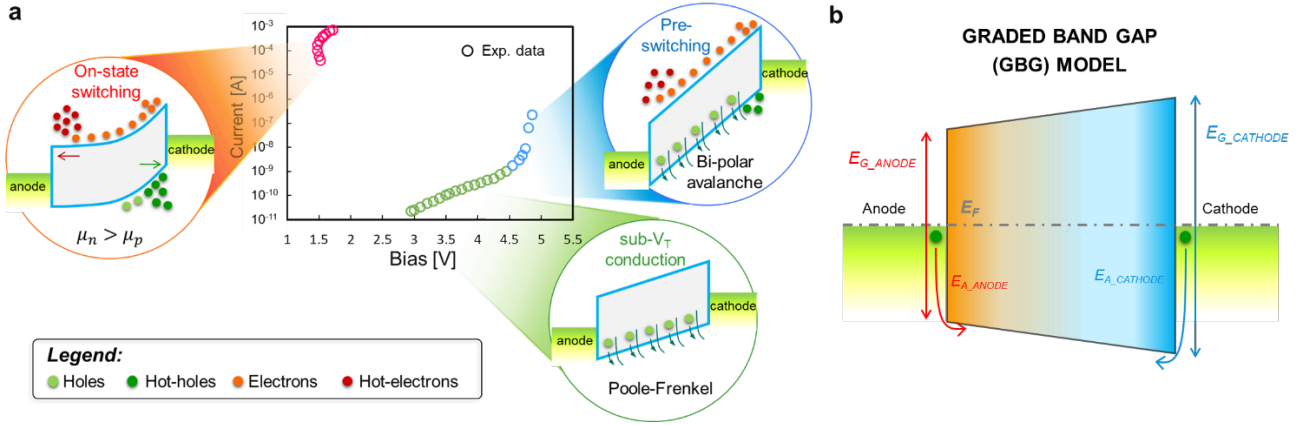 a
On-state
switching
anode
cathode
μn > μp
Current [A]
10-3
10-4
10-5
10-6
10-7
10-8
10-9
10-10
10-11
Exp. data
1 1.5 2 2.5 3 3.5 4 4.5 5 5.5
Bias [V]
Pre-
switching
cathode
anode
Bi-polar
avalanche
sub-VT
conduction
cathode
anode
Poole-Frenkel
Legend:
Holes Hot-holes Electrons Hot-electrons
b
GRADED BAND GAP
(GBG) MODEL
EG_ANODE
EG_CATHODE
Anode
EF
Cathode
EA_ANODE
EA_CATHODE